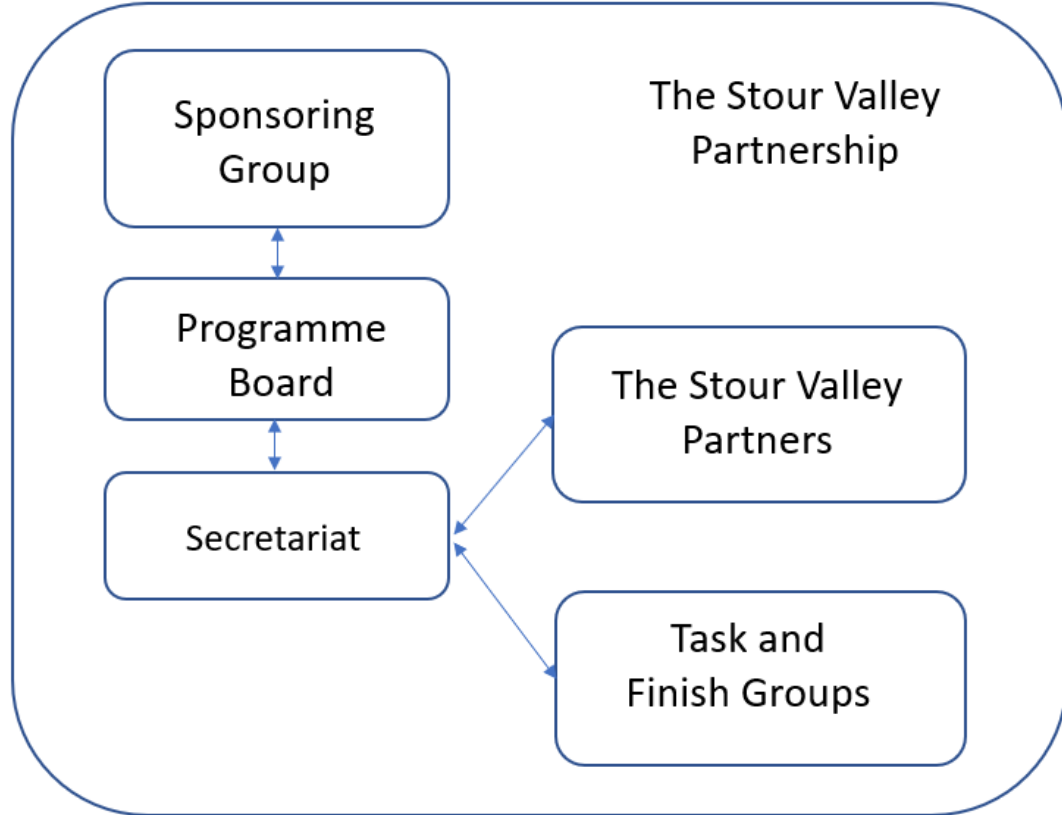 Sponsoring
Group
The Stour Valley
Partnership
Programme
Board
The Stour Valley
Partners
Secretariat
Task and
Finish Groups